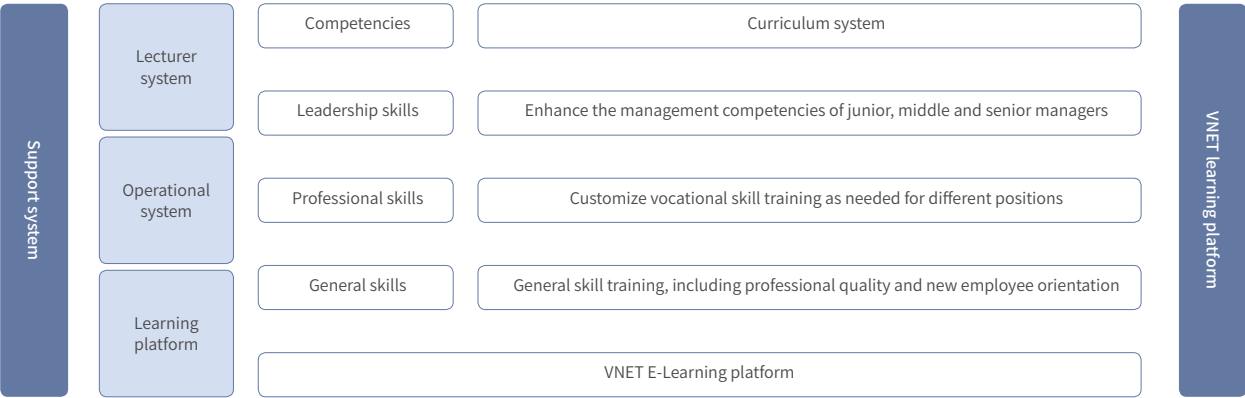 Support system
Lecturer
system
Operational
system
Learning
platform
Competencies
Curriculum system
Leadership skills
Enhance the management competencies of junior, middle and senior managers
Professional skills
Customize vocational skill training as needed for different positions
General skills
General skill training, including professional quality and new employee orientation
VNET E-Learning platform
VNET learning platform